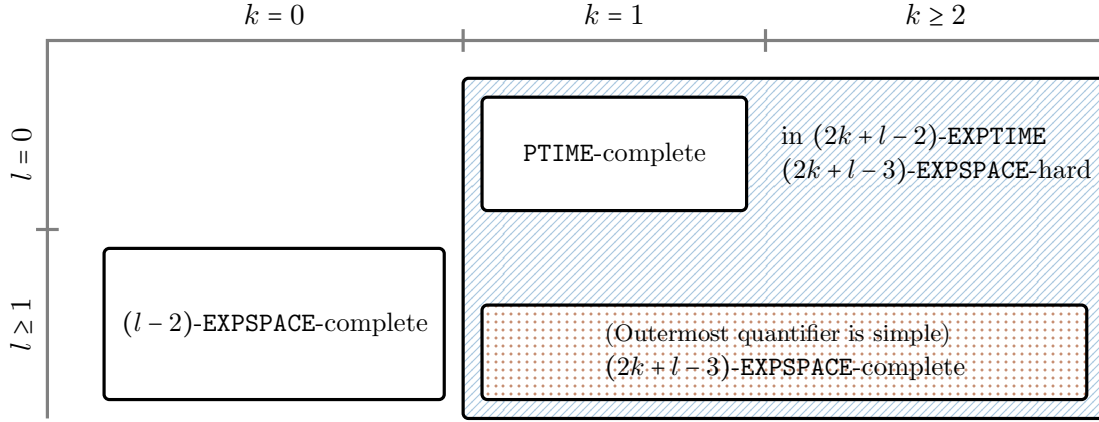 k = 0
k = 1
k ≥ 2
l = 0
PTIME-complete
in (2k + l − 2)-EXPTIME
(2k + l − 3)-EXPSPACE-hard
l ≥ 1
(l − 2)-EXPSPACE-complete
(Outermost quantifier is simple)
(2k + l − 3)-EXPSPACE-complete